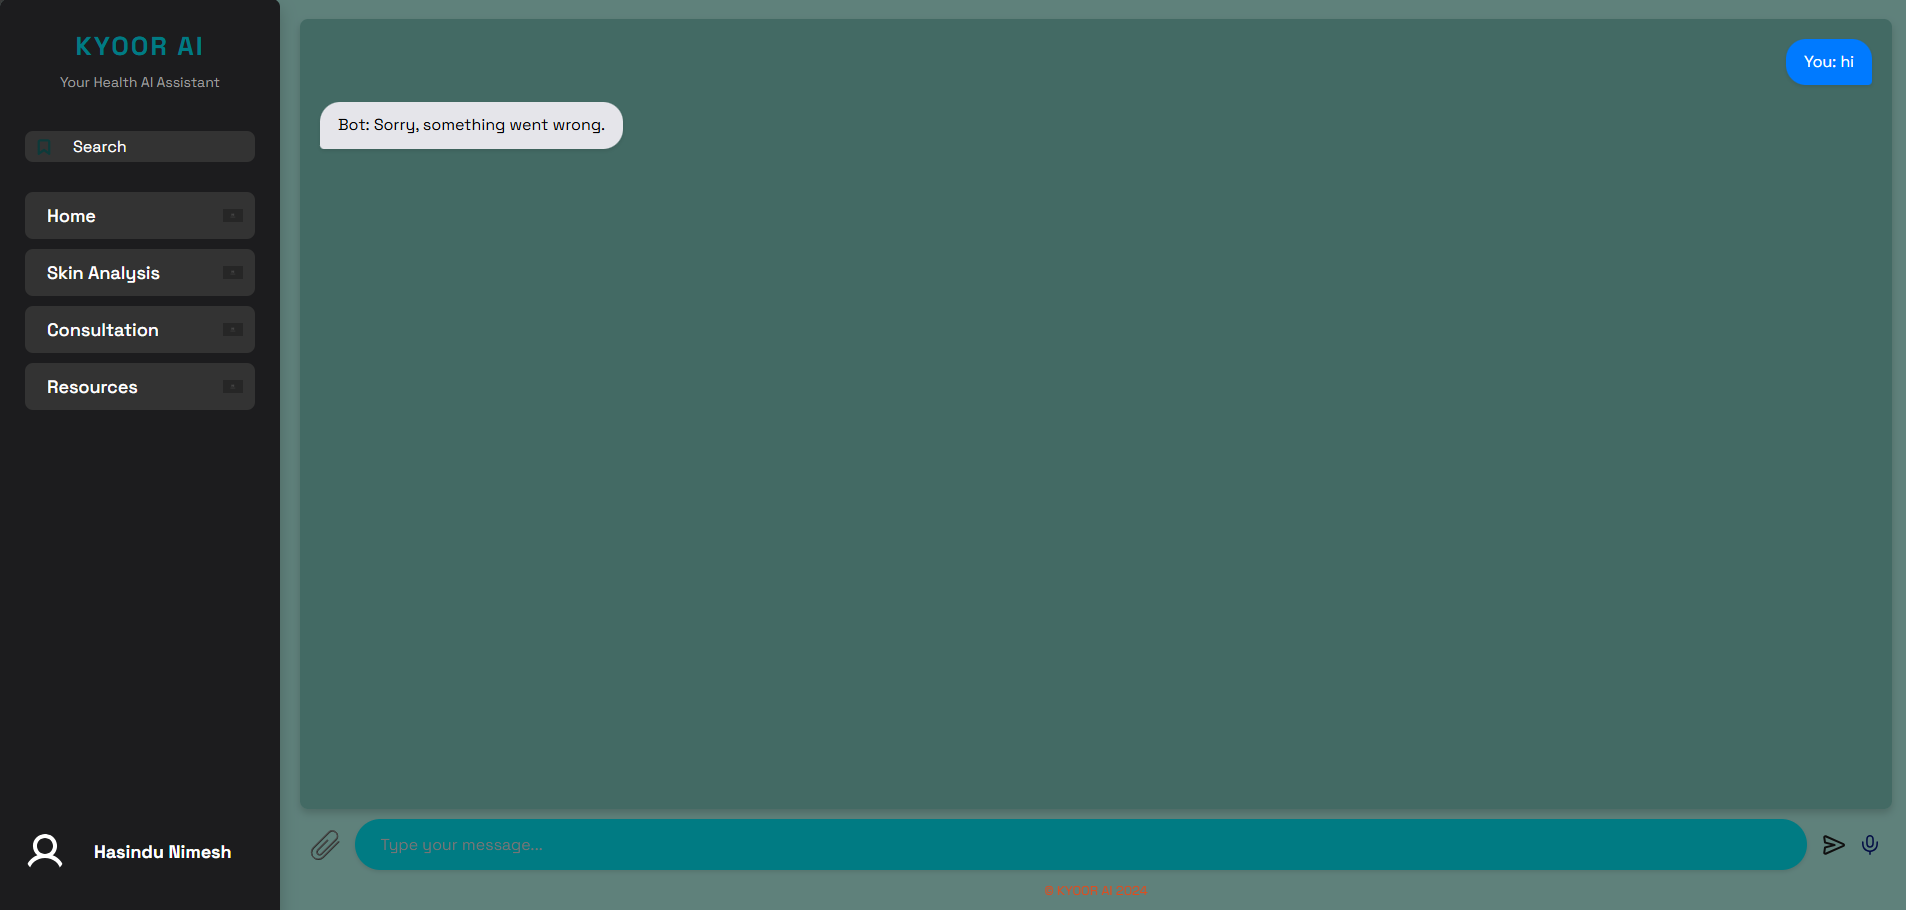 KYOOR AI
Your Health AI Assistant
Search
Home
Skin Analysis
Consultation
Resources
Hasindu Nimesh
You: hi
Bot: Sorry, something went wrong.
Type your message...
© KYOOR AI 2024